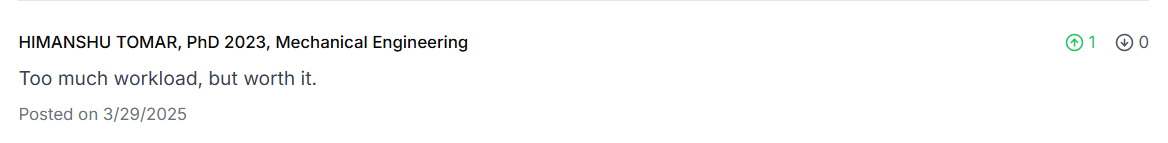 HIMANSHU TOMAR, PhD 2023, Mechanical Engineering 1 0
Too much workload, but worth it.
Posted on 3/29/2025